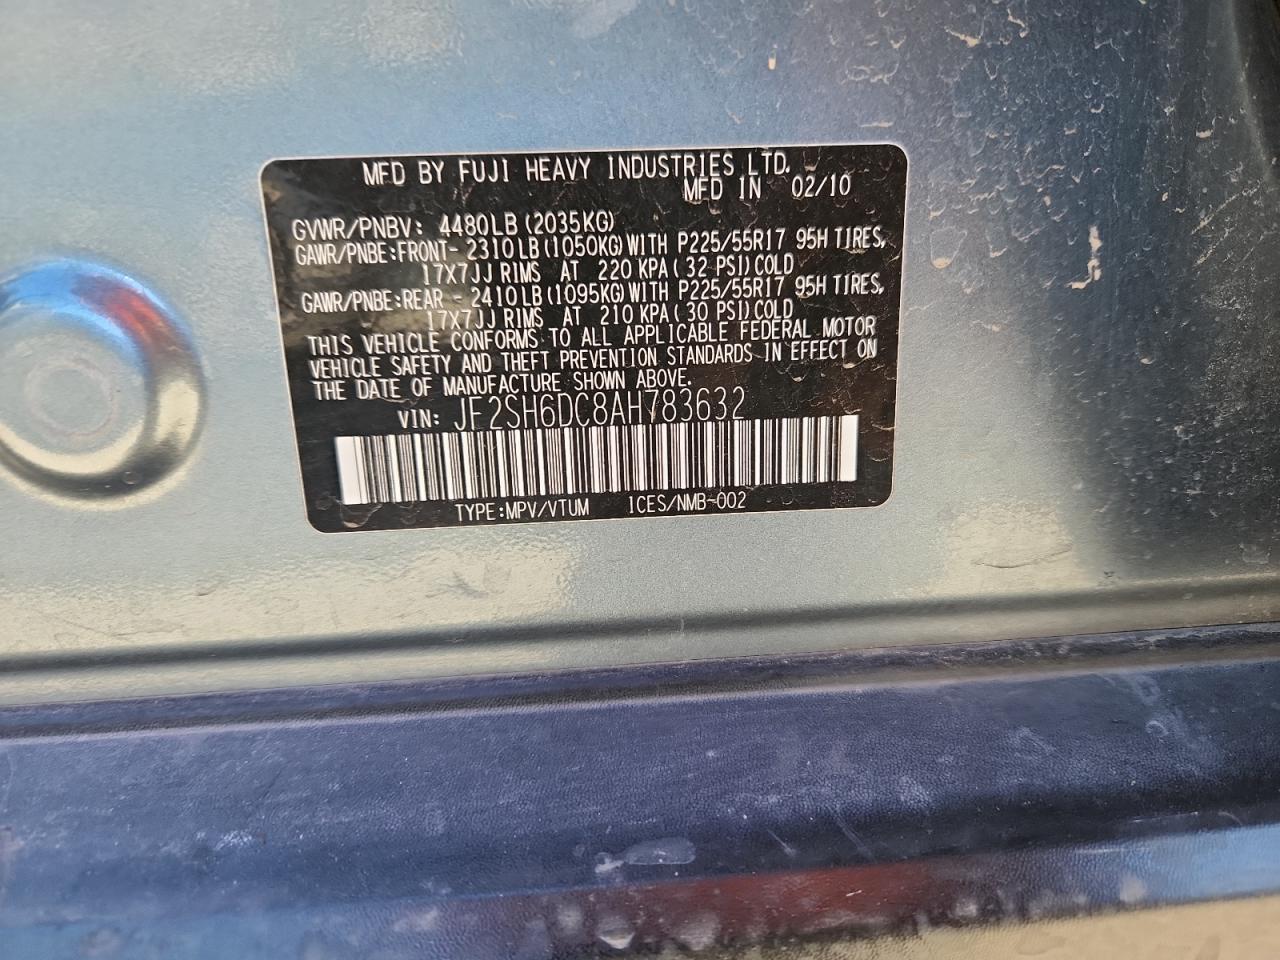 MFD BY FUJI HEAVY INDUSTRIES LTD.
MFD IN 02/10
GVWR/PNBV: 4480LB (2035KG)
GAWR/PNBE:FRONT- 2310LB(1050KG)WITH P225/55R17 95H TIRES,
17X7JJ RIMS AT 220 KPA(32 PSI)COLD
GAWR/PNBE:REAR - 2410LB(1095KG)WITH P225/55R17 95H TIRES,
17X7JJ RIMS AT 210 KPA(30 PSI)COLD
THIS VEHICLE CONFORMS TO ALL APPLICABLE FEDERAL MOTOR
VEHICLE SAFETY AND THEFT PREVENTION STANDARDS IN EFFECT ON
THE DATE OF MANUFACTURE SHOWN ABOVE.
VIN: JF2SH6DC8AH783632
TYPE:MPV/VTUM ICES/NMB-002